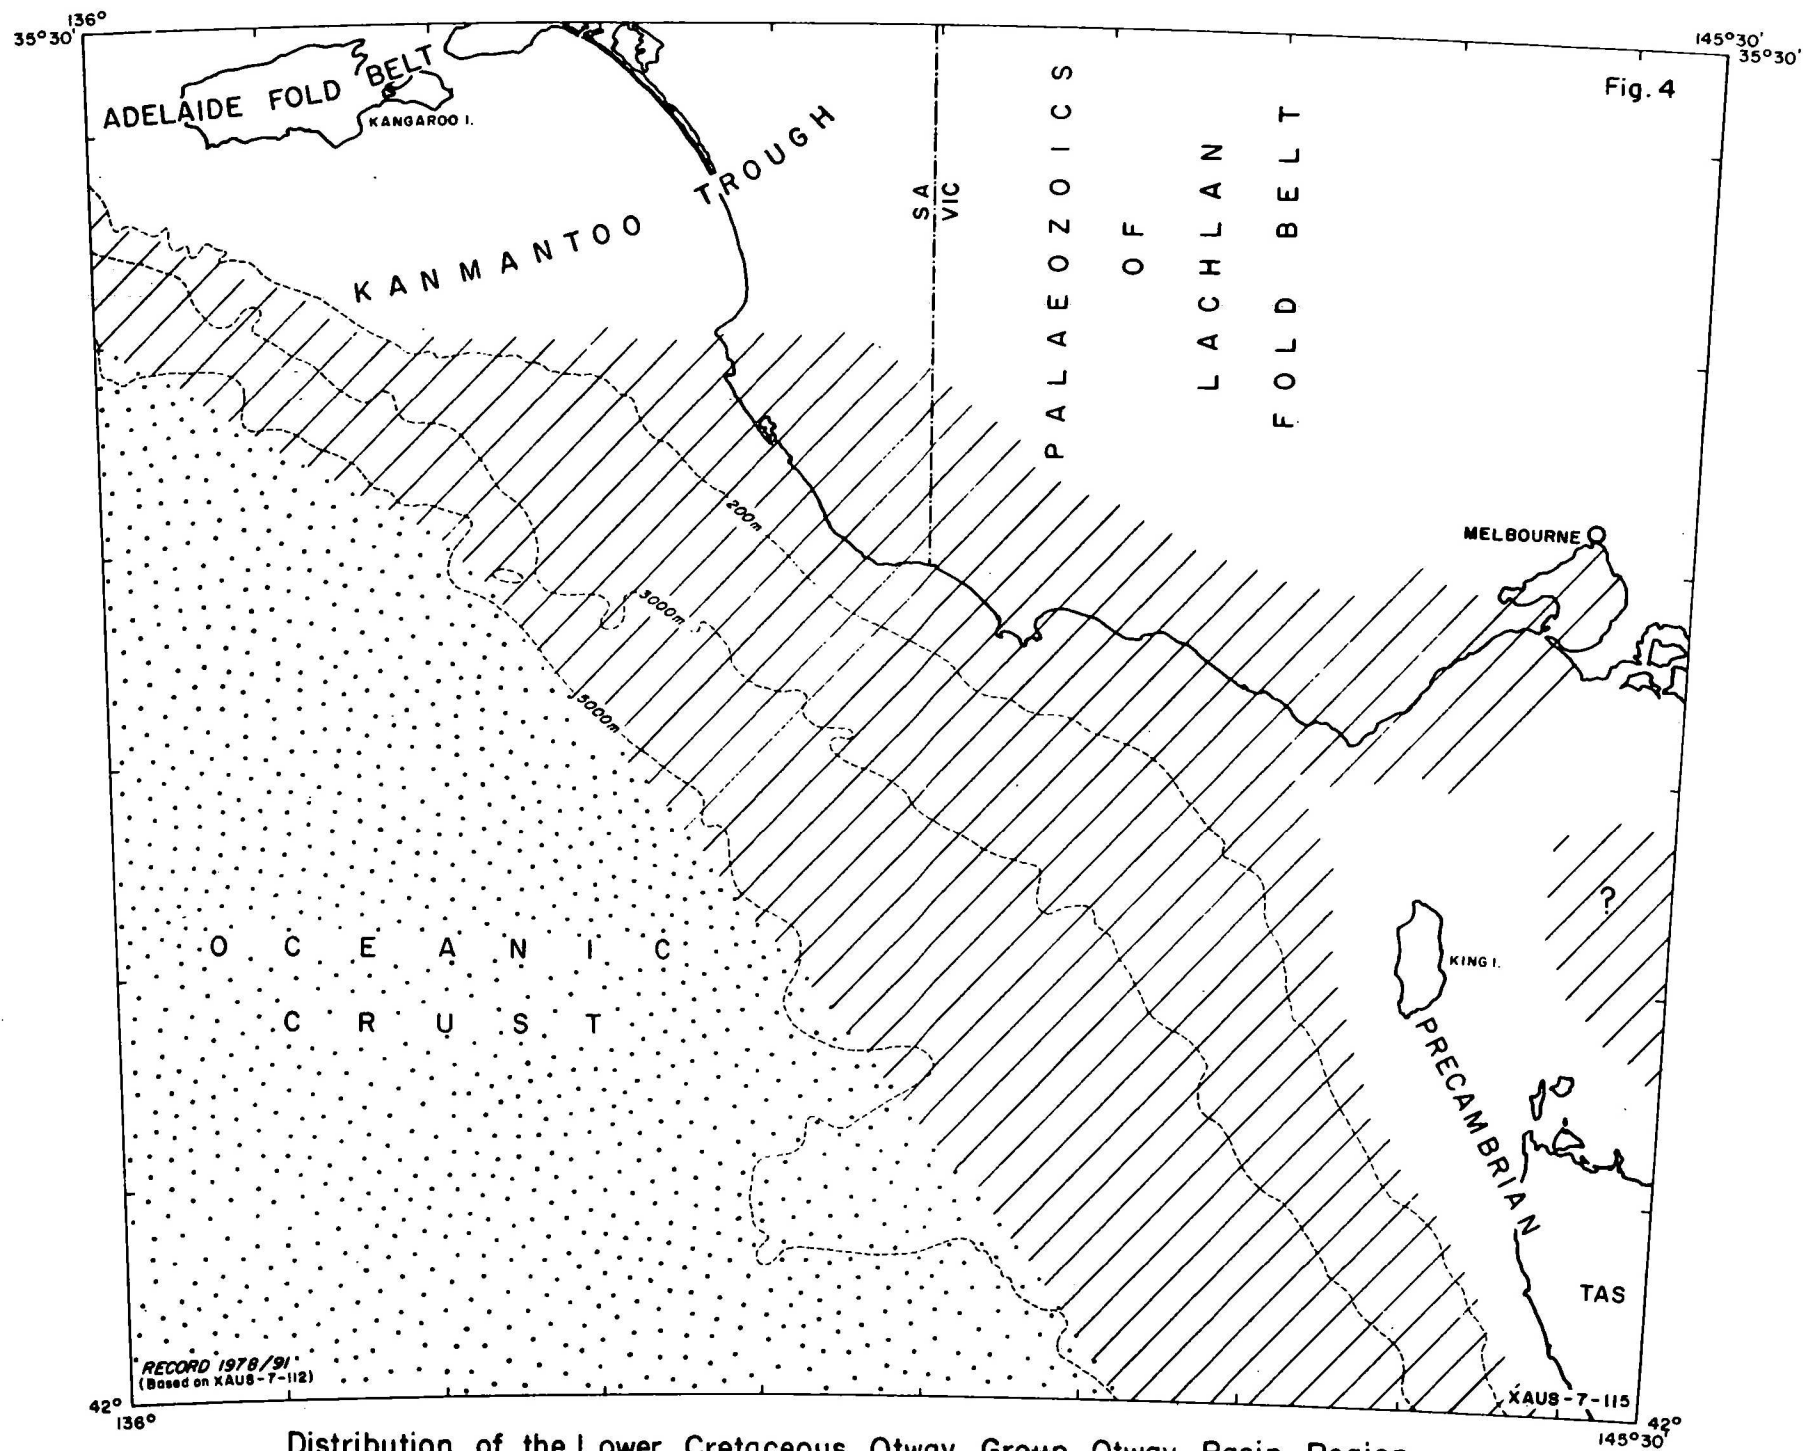 136°
35°30'
145°30'
35°30'
Fig. 4
ADELAIDE FOLD BELT
KANGAROO I.
KANMANTOO TROUGH
SA
VIC
PALAEOZOICS
OF
LACHLAN
FOLD BELT
MELBOURNE
200m
3000m
5000m
?
KING I.
OCEANIC
CRUST
PRECAMBRIAN
TAS
RECORD 1978/91
(Based on XAUS-7-112)
XAUS-7-115
42°
136°
42°
145°30'
Distribution of the Lower Cretaceous Otway Group, Otway Basin Region